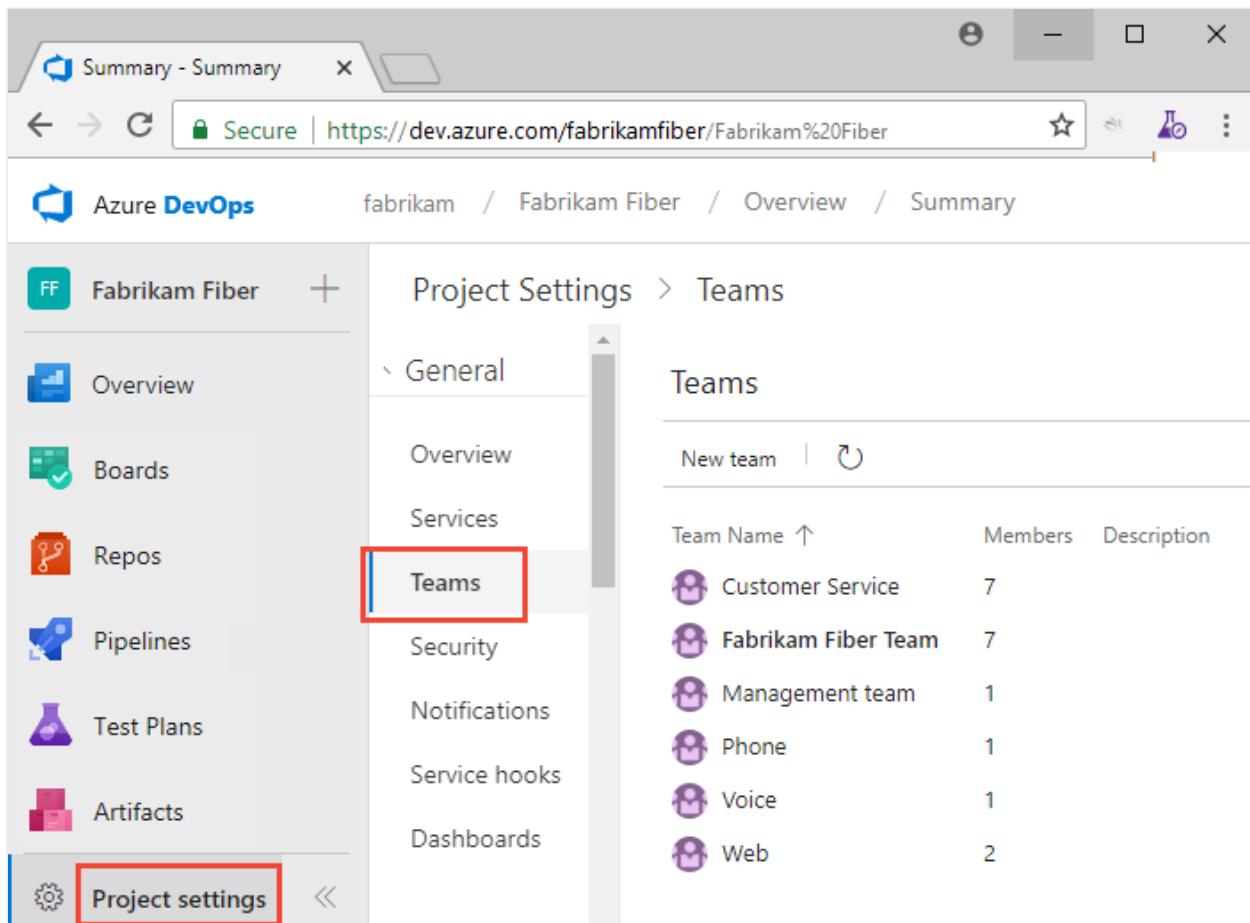 Summary - Summary
Secure | https://dev.azure.com/fabrikamfiber/Fabrikam%20Fiber
Azure DevOps
fabrikam / Fabrikam Fiber / Overview / Summary
FF
Fabrikam Fiber
Overview
Boards
Repos
Pipelines
Test Plans
Artifacts
Project settings
Project Settings > Teams
General
Overview
Services
Teams
Security
Notifications
Service hooks
Dashboards
Teams
New team
Team Name Members Description
Customer Service 7
Fabrikam Fiber Team 7
Management team 1
Phone 1
Voice 1
Web 2